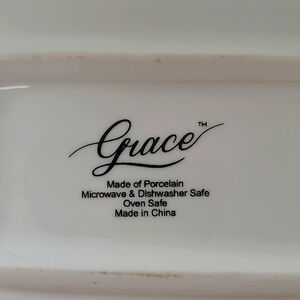 Grace™
Made of Porcelain
Microwave & Dishwasher Safe
Oven Safe
Made in China